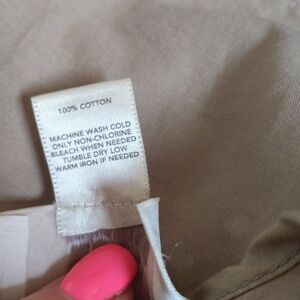 100% COTTON
MACHINE WASH COLD
ONLY NON-CHLORINE
BLEACH WHEN NEEDED
TUMBLE DRY LOW
WARM IRON IF NEEDED